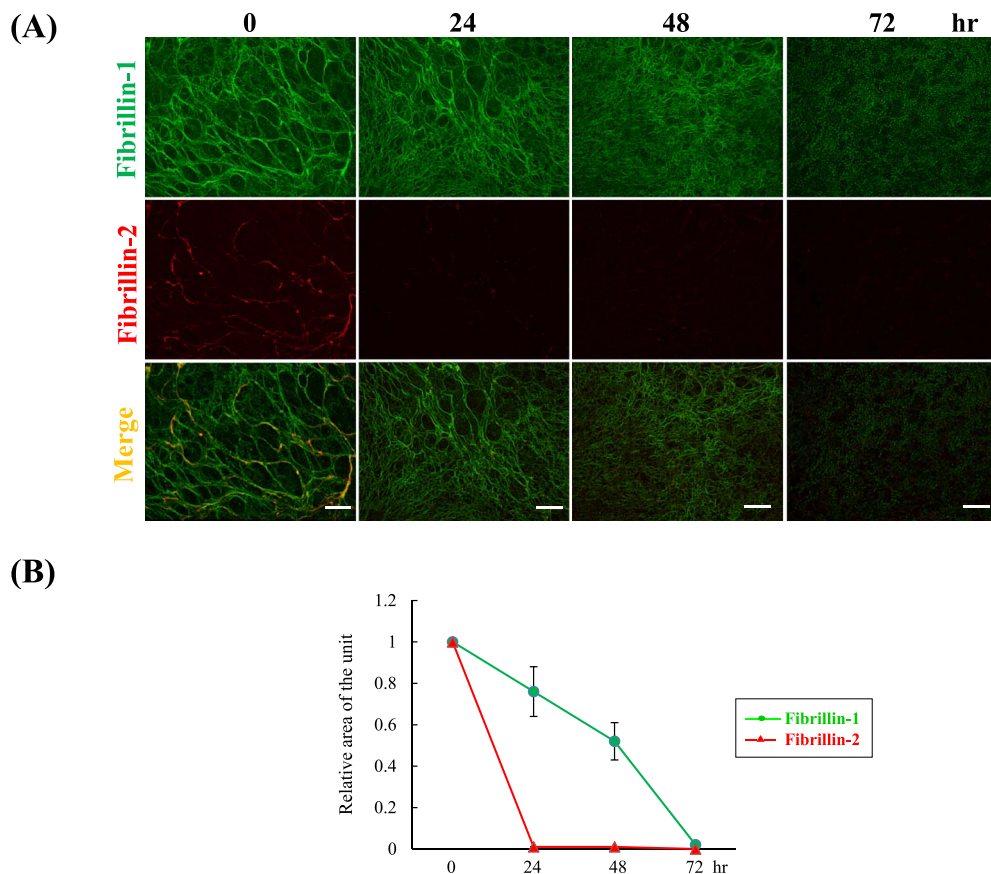 (A)
0 24 48 72 hr
Fibrillin-1
Fibrillin-2
Merge
(B)
1.2
1
0.8
0.6
0.4
0.2
0
Relative area of the unit
0 24 48 72 hr
Fibrillin-1
Fibrillin-2